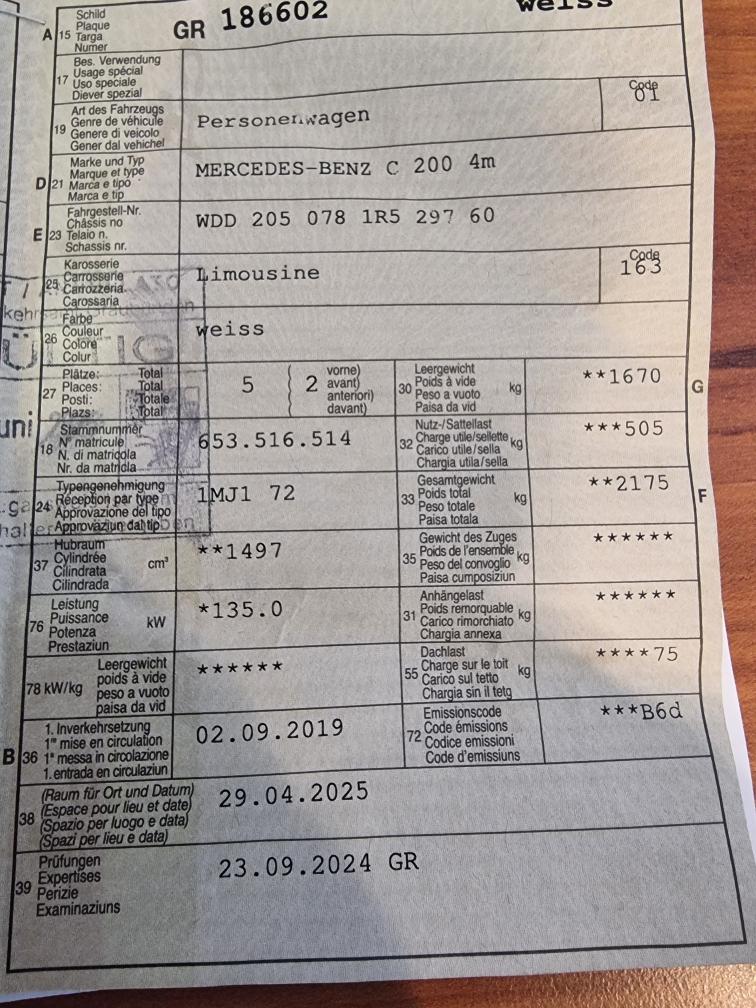 Schild
Plaque
A 15 Targa
Numer
GR 186602
weiss
Bes. Verwendung
17 Usage spécial
Uso speciale
Diever spezial
Art des Fahrzeugs
19 Genre de véhicule
Genere di veicolo
Gener dal vehichel
Personenwagen
Code
01
Marke und Typ
D 21 Marque et type
Marca e tipo
Marca e tip
MERCEDES-BENZ C 200 4m
Fahrgestell-Nr.
E 23 Châssis no
Telaio n.
Schassis nr.
WDD 205 078 1R5 297 60
Karosserie
25 Carrosserie
Carrozzeria
Carossaria
Limousine
Code
163
Farbe
26 Couleur
Colore
Colur
weiss
Plätze: Total
27 Places: Total
Posti: Totale
Plazs: Total
5
2
vorne)
avant)
anteriori)
davant)
Leergewicht
30 Poids à vide kg
Peso a vuoto
Paisa da vid
**1670
G
Stammnummer
18 N° matricule
N. di matricola
Nr. da matricla
653.516.514
Nutz-/Sattellast
32 Charge utile/sellette kg
Carico utile/sella
Chargia utila/sella
***505
Typengenehmigung
24 Réception par type
Approvazione del tipo
Approvaziun dal tip
1MJ1 72
Gesamtgewicht
33 Poids total kg
Peso totale
Paisa totala
**2175
F
Hubraum
37 Cylindrée cm³
Cilindrata
Cilindrada
**1497
Gewicht des Zuges
35 Poids de l'ensemble kg
Peso del convoglio
Paisa cumposiziun
******
Leistung
76 Puissance kW
Potenza
Prestaziun
*135.0
Anhängelast
31 Poids remorquable kg
Carico rimorchiato
Chargia annexa
******
Leergewicht
78 kW/kg poids à vide
peso a vuoto
paisa da vid
******
Dachlast
55 Charge sur le toit kg
Carico sul tetto
Chargia sin il tetg
****75
1. Inverkehrsetzung
B 36 1re mise en circulation
1a messa in circolazione
1. entrada en circulaziun
02.09.2019
Emissionscode
72 Code émissions
Codice emissioni
Code d'emissiuns
***B6d
(Raum für Ort und Datum)
38 (Espace pour lieu et date)
(Spazio per luogo e data)
(Spazi per lieu e data)
29.04.2025
Prüfungen
39 Expertises
Perizie
Examinaziuns
23.09.2024 GR